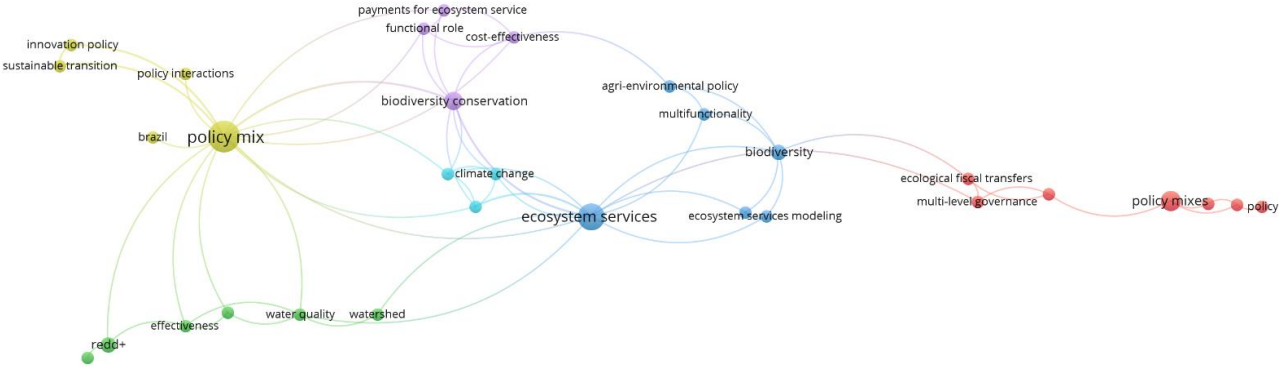 payments for ecosystem service
functional role
cost-effectiveness
innovation policy
sustainable transition
policy interactions
agri-environmental policy
biodiversity conservation
multifunctionality
brazil
policy mix
biodiversity
climate change
ecological fiscal transfers
multi-level governance
policy mixes
policy
ecosystem services
ecosystem services modeling
water quality
watershed
effectiveness
redd+